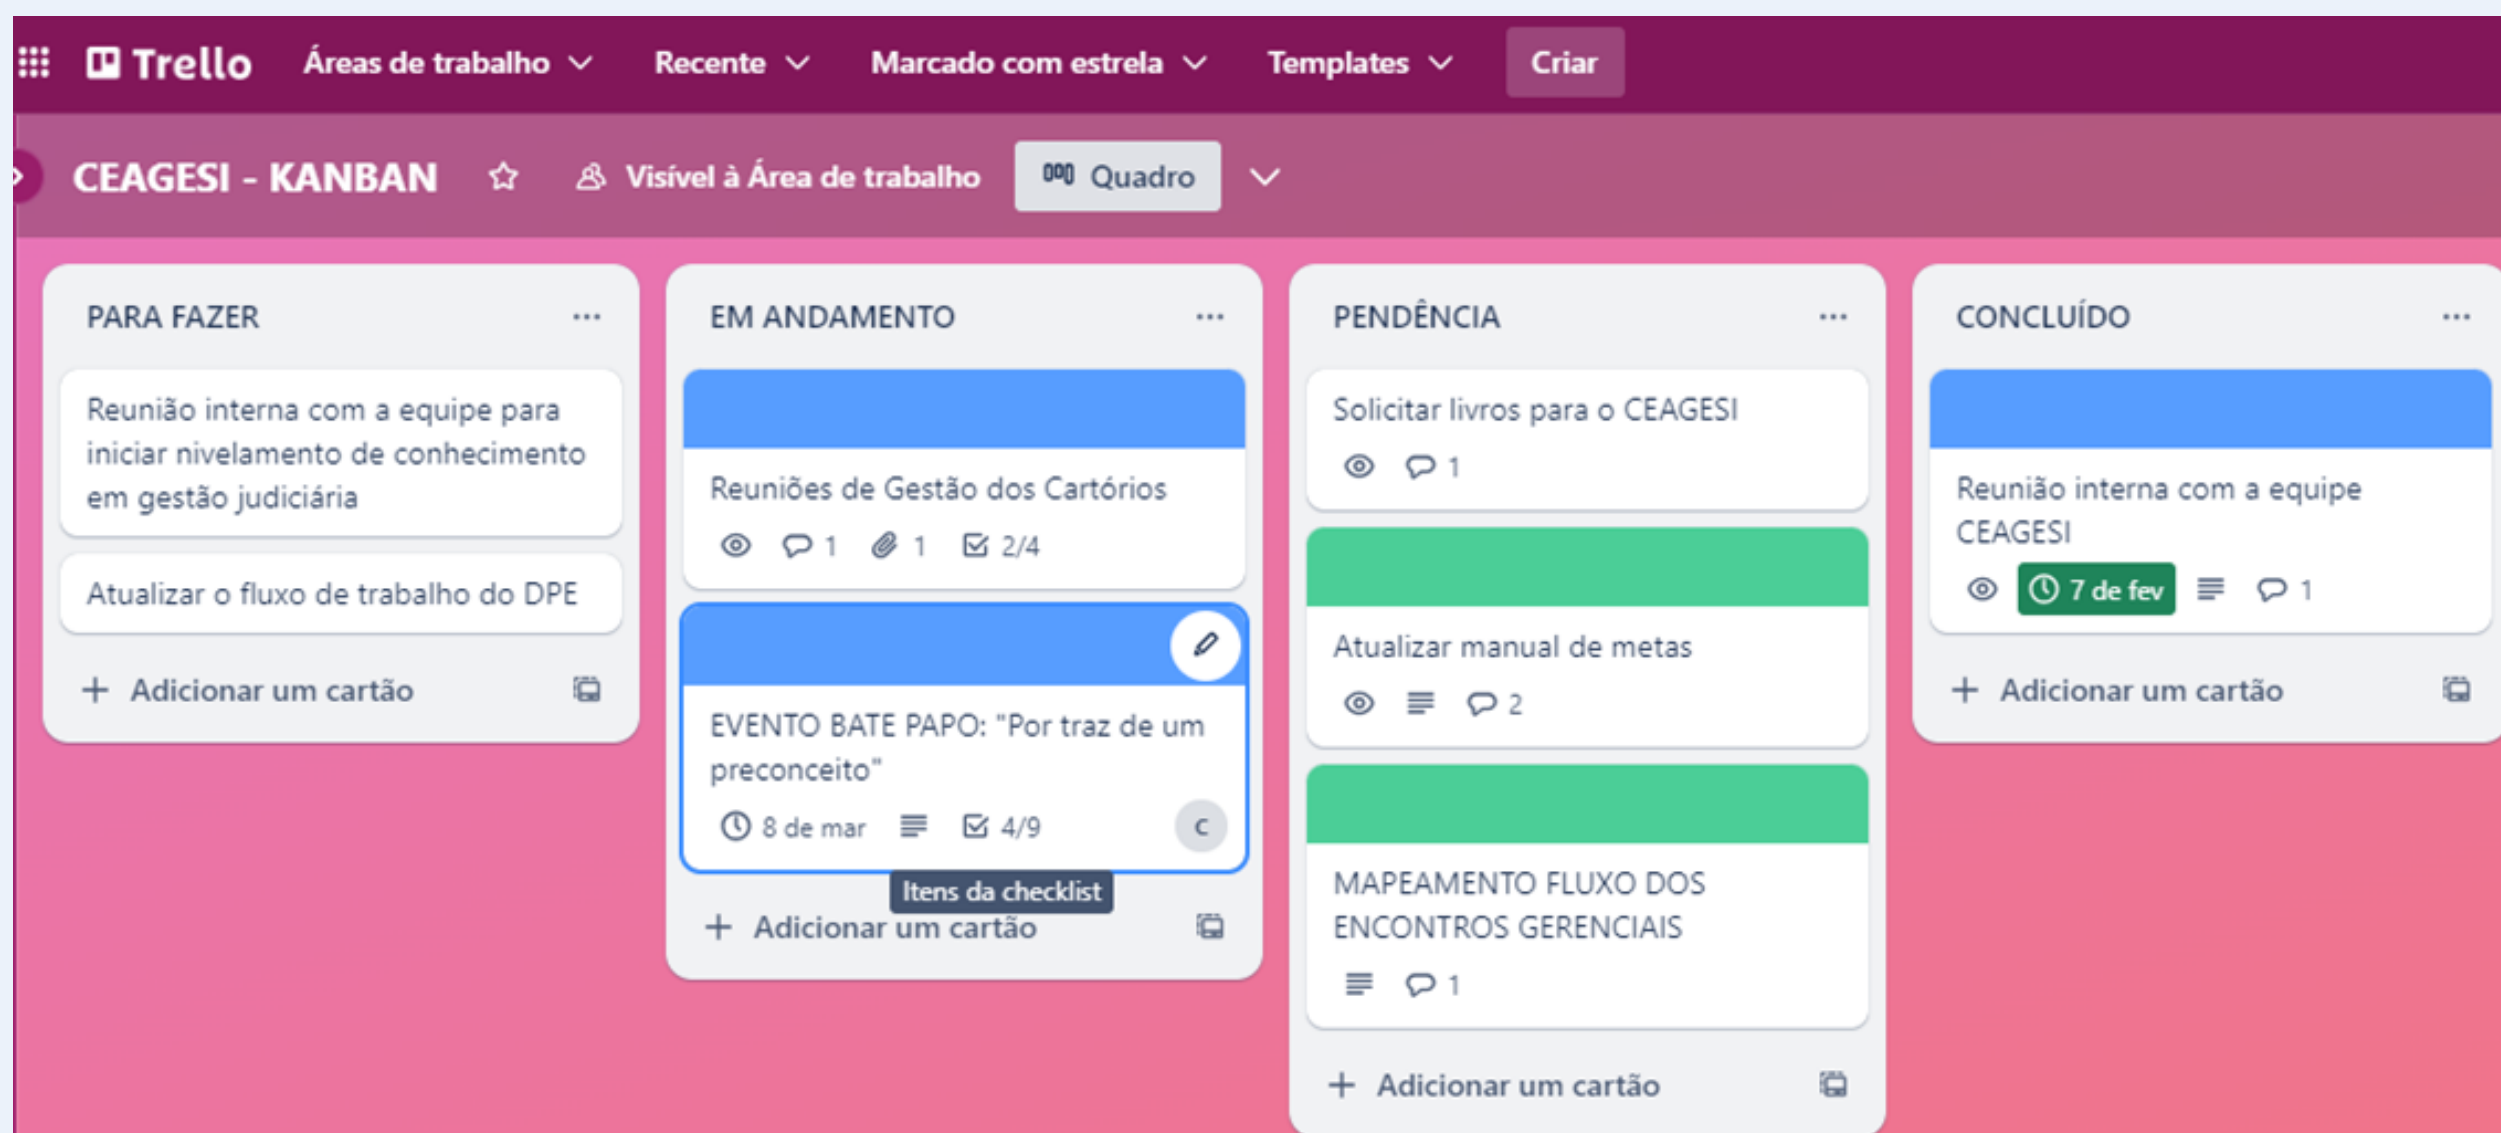 Trello Áreas de trabalho Recente Marcado com estrela Templates Criar
CEAGESI - KANBAN Visível à Área de trabalho Quadro
PARA FAZER
Reunião interna com a equipe para
iniciar nivelamento de conhecimento
em gestão judiciária
Atualizar o fluxo de trabalho do DPE
+ Adicionar um cartão
EM ANDAMENTO
Reuniões de Gestão dos Cartórios
1 1 2/4
EVENTO BATE PAPO: "Por traz de um
preconceito"
8 de mar 4/9 C
Itens da checklist
+ Adicionar um cartão
PENDÊNCIA
Solicitar livros para o CEAGESI
1
Atualizar manual de metas
2
MAPEAMENTO FLUXO DOS
ENCONTROS GERENCIAIS
1
+ Adicionar um cartão
CONCLUÍDO
Reunião interna com a equipe
CEAGESI
7 de fev 1
+ Adicionar um cartão